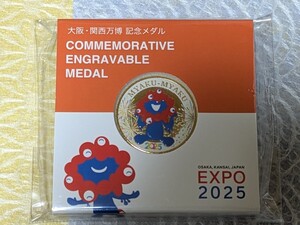 大阪・関西万博 記念メダル
COMMEMORATIVE
ENGRAVABLE
MEDAL
MYAKU-MYAKU
OSAKA, KANSAI, JAPAN
EXPO
2025